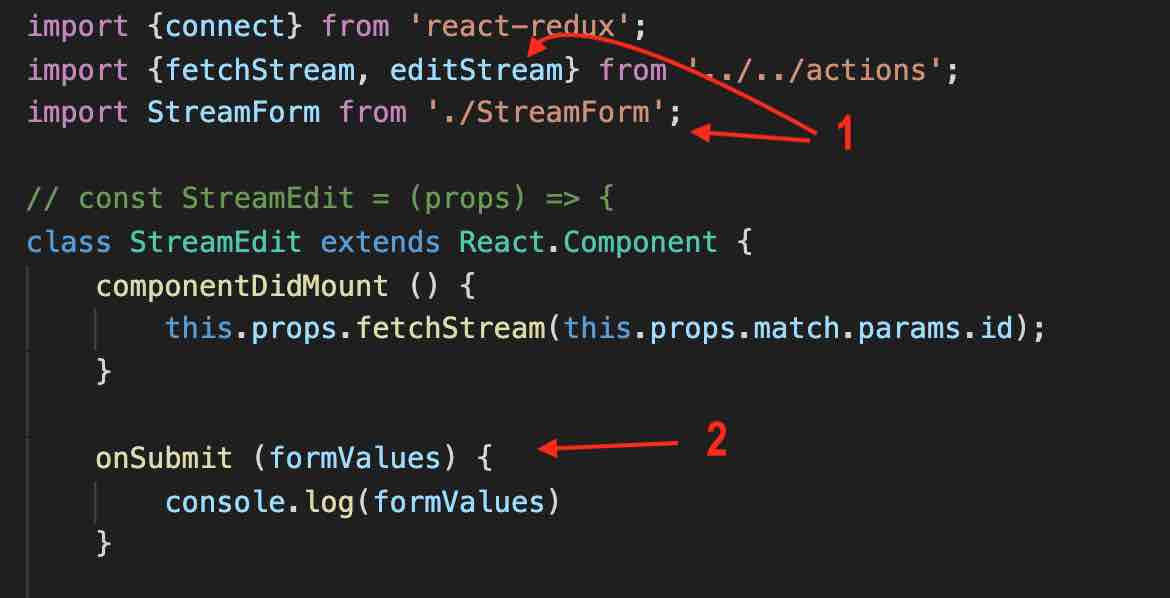 import {connect} from 'react-redux';
import {fetchStream, editStream} from '../../actions';
import StreamForm from './StreamForm';
1
// const StreamEdit = (props) => {
class StreamEdit extends React.Component {
componentDidMount () {
this.props.fetchStream(this.props.match.params.id);
}
onSubmit (formValues) {
2
console.log(formValues)
}